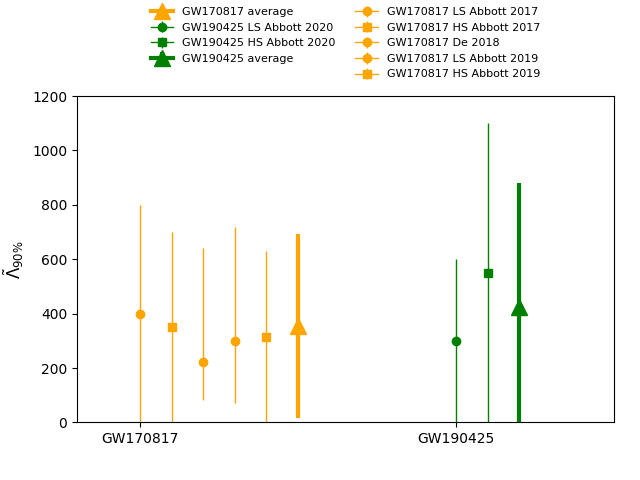 GW170817 average
GW190425 LS Abbott 2020
GW190425 HS Abbott 2020
GW190425 average
GW170817 LS Abbott 2017
GW170817 HS Abbott 2017
GW170817 De 2018
GW170817 LS Abbott 2019
GW170817 HS Abbott 2019
1200
1000
800
600
400
200
0
Λ̃90%
GW170817
GW190425